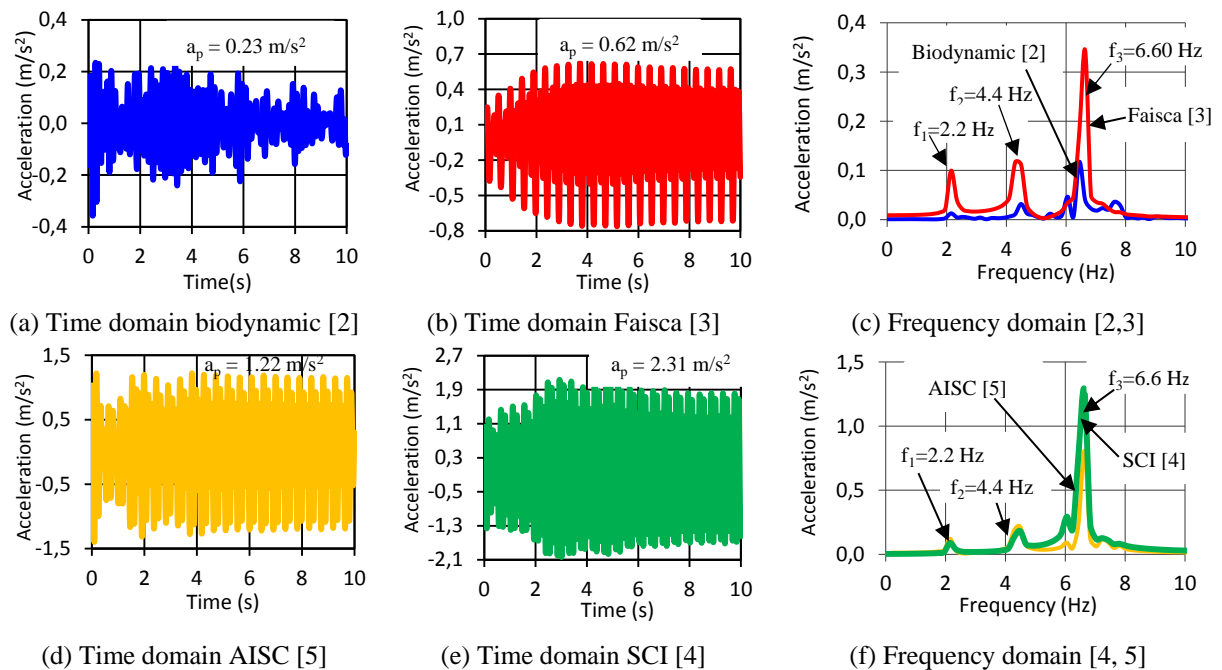 0,4
0,2
0,0
-0,2
-0,4
Acceleration (m/s²)
aₚ = 0.23 m/s²
0 2 4 6 8 10
Time(s)
(a) Time domain biodynamic [2]
1,0
0,7
0,4
0,1
-0,2
-0,5
-0,8
Acceleration (m/s²)
aₚ = 0.62 m/s²
0 2 4 6 8 10
Time (s)
(b) Time domain Faisca [3]
0,4
0,3
0,2
0,1
0,0
Acceleration (m/s²)
Biodynamic [2]
f₃=6.60 Hz
f₂=4.4 Hz
Faisca [3]
f₁=2.2 Hz
0 2 4 6 8 10
Frequency (Hz)
(c) Frequency domain [2,3]
1,5
0,5
-0,5
-1,5
Acceleration (m/s²)
aₚ = 1.22 m/s²
0 2 4 6 8 10
Time (s)
(d) Time domain AISC [5]
2,7
1,9
1,1
0,3
-0,5
-1,3
-2,1
Acceleration (m/s²)
aₚ = 2.31 m/s²
0 2 4 6 8 10
Time (s)
(e) Time domain SCI [4]
1,5
1,0
0,5
0,0
Acceleration (m/s²)
AISC [5]
f₃=6.6 Hz
SCI [4]
f₁=2.2 Hz
f₂=4.4 Hz
0 2 4 6 8 10
Frequency (Hz)
(f) Frequency domain [4, 5]